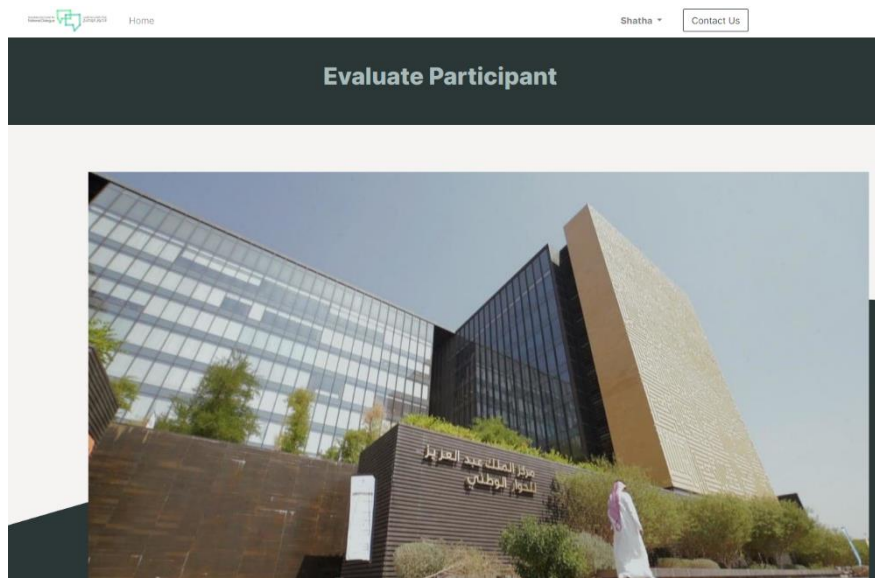 Home
Shatha
Contact Us
Evaluate Participant
مركز الملك عبد العزيز
للحوار الوطني